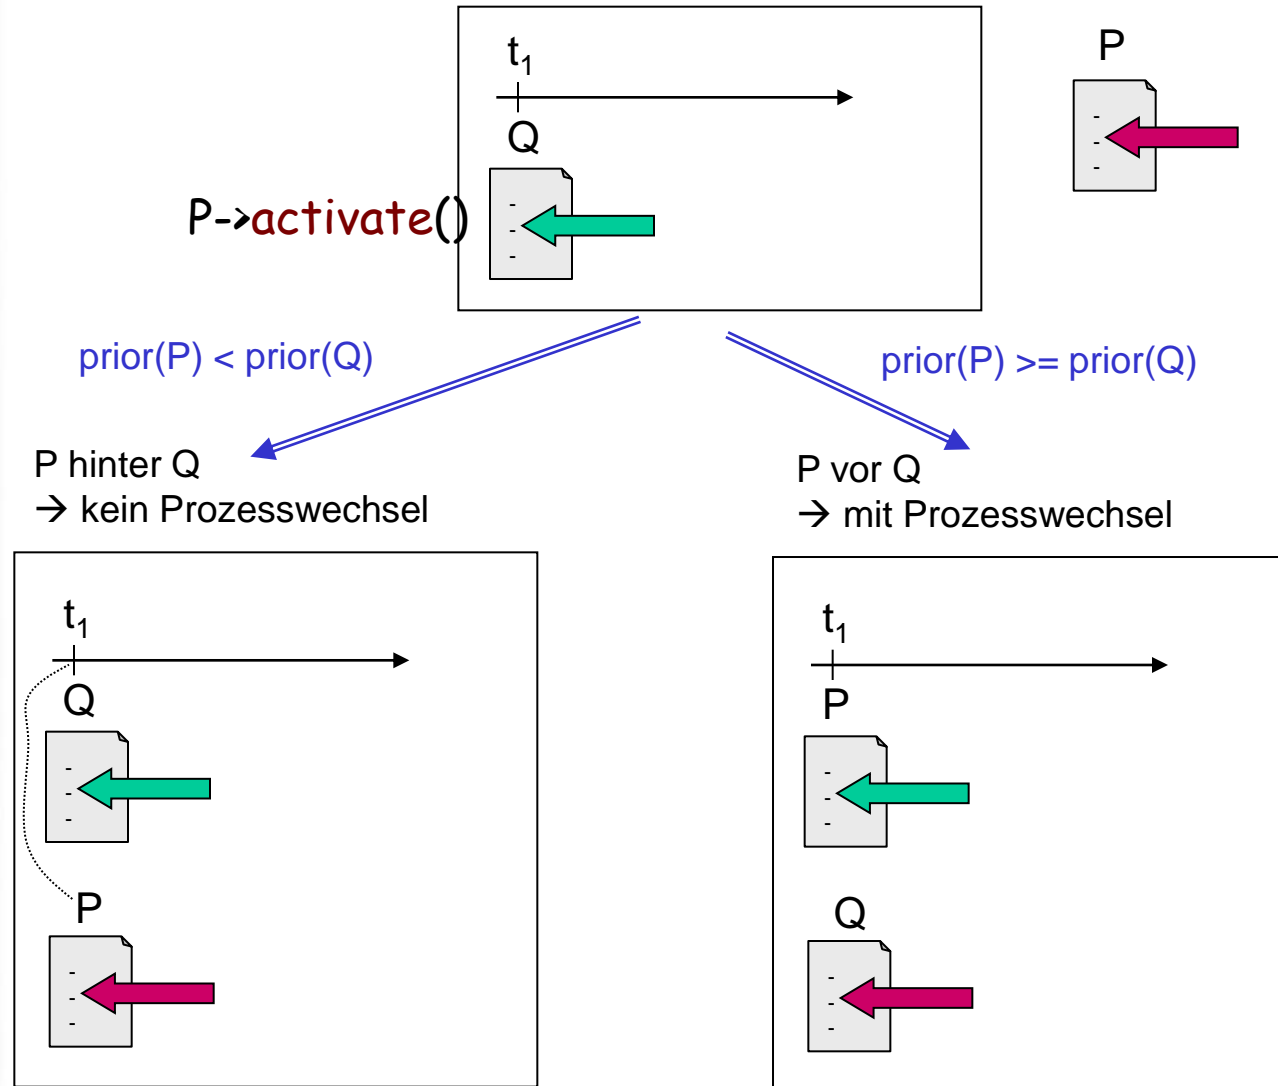 t1
P
Q
P->activate()
prior(P) < prior(Q)
prior(P) >= prior(Q)
P hinter Q
→ kein Prozesswechsel
P vor Q
→ mit Prozesswechsel
t1
Q
P
t1
P
Q